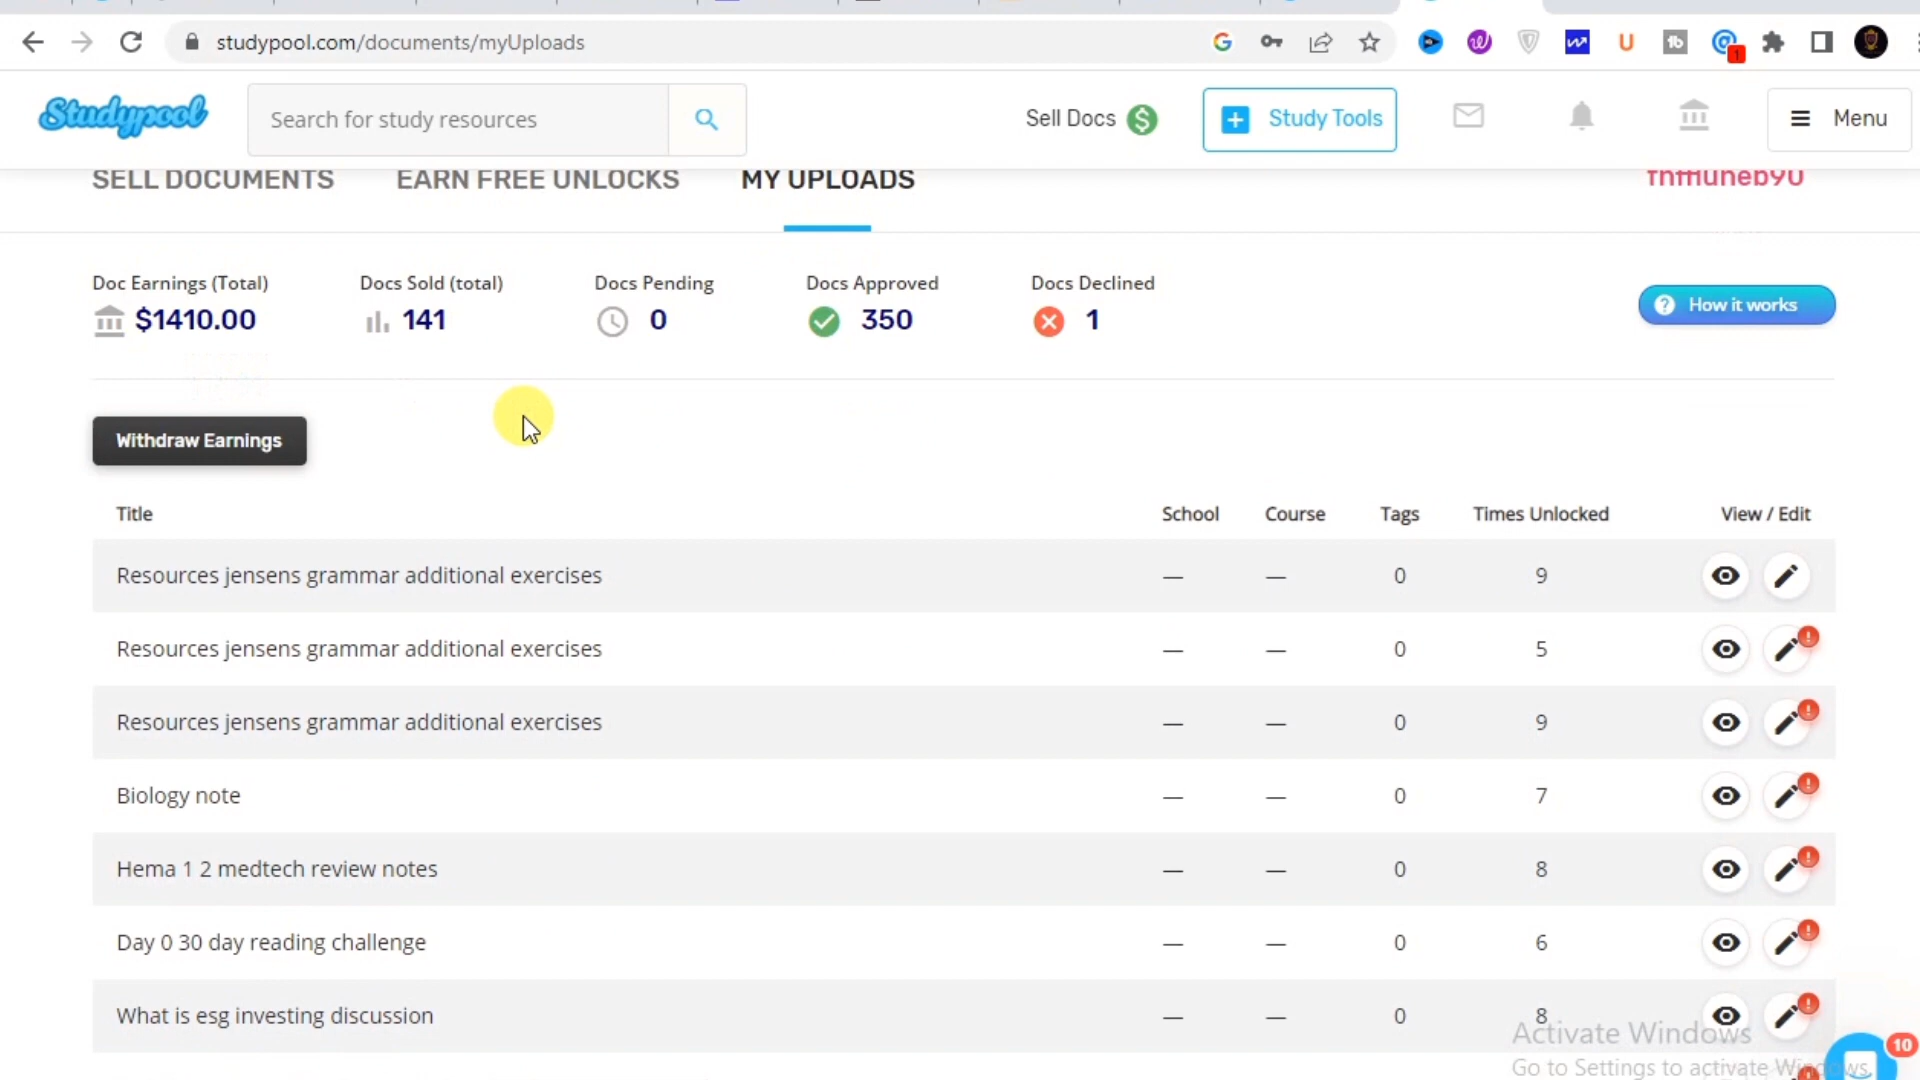 studypool.com/documents/myUploads
Studypool
Search for study resources
Sell Docs $
Study Tools
Menu
SELL DOCUMENTS
EARN FREE UNLOCKS
MY UPLOADS
Doc Earnings (Total)
Docs Sold (total)
Docs Pending
Docs Approved
Docs Declined
$1410.00
141
0
350
1
? How it works
Withdraw Earnings
Title School Course Tags Times Unlocked View / Edit
Resources jensens grammar additional exercises — — 0 9
Resources jensens grammar additional exercises — — 0 5
Resources jensens grammar additional exercises — — 0 9
Biology note — — 0 7
Hema 1 2 medtech review notes — — 0 8
Day 0 30 day reading challenge — — 0 6
What is esg investing discussion — — 0 8
Activate Windows
Go to Settings to activate Windows.
10